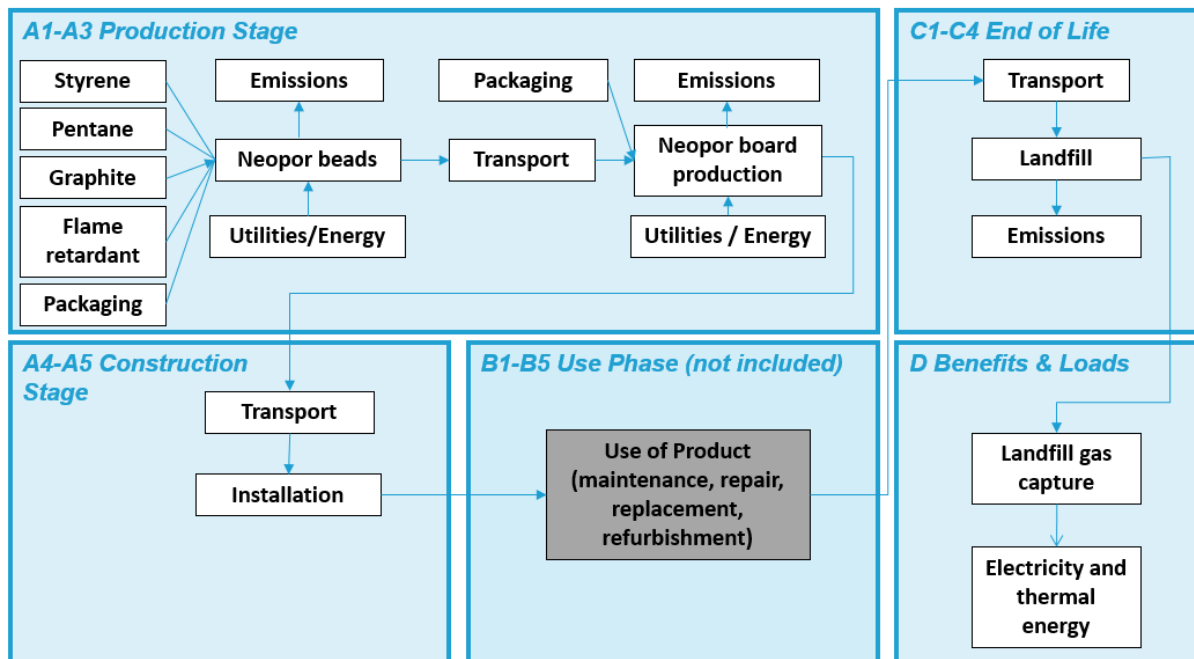 A1-A3 Production Stage
Styrene
Pentane
Graphite
Flame
retardant
Packaging
Emissions
Neopor beads
Utilities/Energy
Packaging
Transport
Emissions
Neopor board
production
Utilities / Energy
C1-C4 End of Life
Transport
Landfill
Emissions
A4-A5 Construction
Stage
Transport
Installation
B1-B5 Use Phase (not included)
Use of Product
(maintenance, repair,
replacement,
refurbishment)
D Benefits & Loads
Landfill gas
capture
Electricity and
thermal
energy